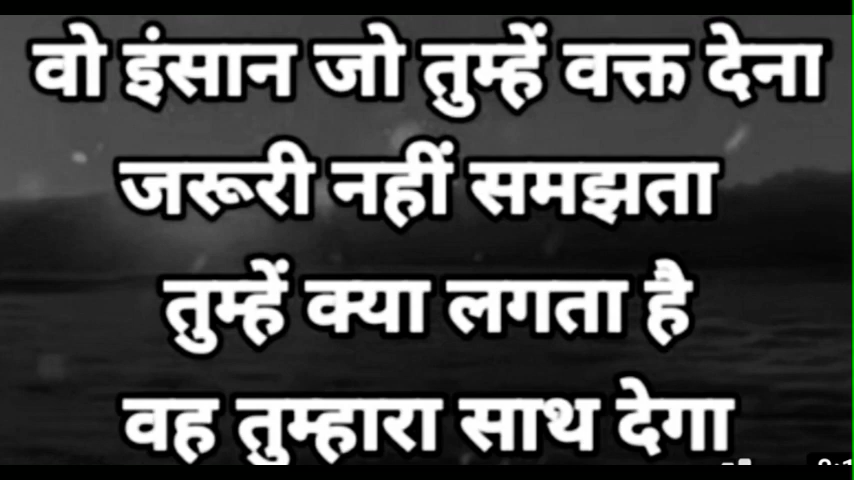 वो इंसान जो तुम्हें वक्त देना
जरूरी नहीं समझता
तुम्हें क्या लगता है
वह तुम्हारा साथ देगा